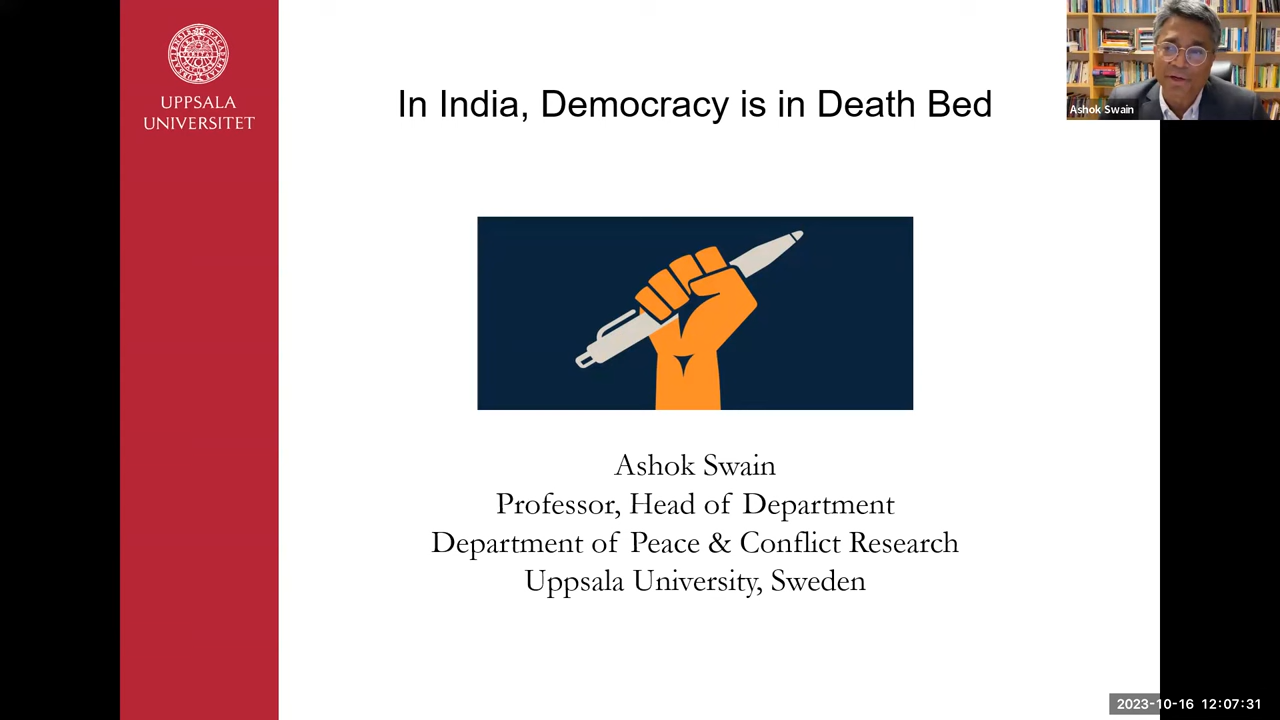 UPPSALA
UNIVERSITET
In India, Democracy is in Death Bed
Ashok Swain
Ashok Swain
Professor, Head of Department
Department of Peace & Conflict Research
Uppsala University, Sweden
2023-10-16 12:07:31